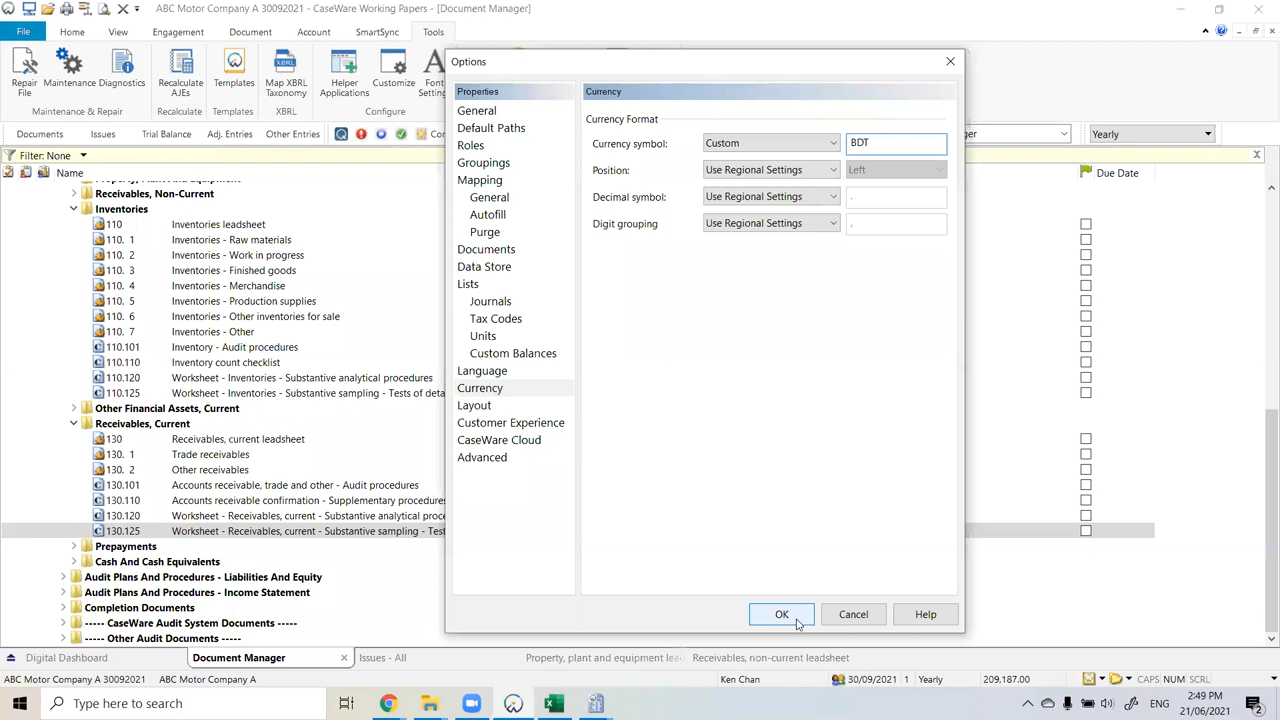 ABC Motor Company A 30092021 - CaseWare Working Papers - [Document Manager]
File Home View Engagement Document Account SmartSync Tools
Repair File Maintenance Diagnostics Recalculate AJEs Templates Map XBRL Taxonomy Helper Applications Customize Font
Maintenance & Repair Recalculate Templates XBRL Configure
Documents Issues Trial Balance Adj. Entries Other Entries Yearly
Filter: None
Name Due Date
Receivables, Non-Current
Inventories
110 Inventories leadsheet
110. 1 Inventories - Raw materials
110. 2 Inventories - Work in progress
110. 3 Inventories - Finished goods
110. 4 Inventories - Merchandise
110. 5 Inventories - Production supplies
110. 6 Inventories - Other inventories for sale
110. 7 Inventories - Other
110.101 Inventory - Audit procedures
110.110 Inventory count checklist
110.120 Worksheet - Inventories - Substantive analytical procedures
110.125 Worksheet - Inventories - Substantive sampling - Tests of deta
Other Financial Assets, Current
Receivables, Current
130 Receivables, current leadsheet
130. 1 Trade receivables
130. 2 Other receivables
130.101 Accounts receivable, trade and other - Audit procedures
130.110 Accounts receivable confirmation - Supplementary procedures
130.120 Worksheet - Receivables, current - Substantive analytical proce
130.125 Worksheet - Receivables, current - Substantive sampling - Test
Prepayments
Cash And Cash Equivalents
Audit Plans And Procedures - Liabilities And Equity
Audit Plans And Procedures - Income Statement
Completion Documents
----- CaseWare Audit System Documents -----
----- Other Audit Documents -----
Options
Properties
General
Default Paths
Roles
Groupings
Mapping
General
Autofill
Purge
Documents
Data Store
Lists
Journals
Tax Codes
Units
Custom Balances
Language
Currency
Layout
Customer Experience
CaseWare Cloud
Advanced
Currency
Currency Format
Currency symbol: Custom BDT
Position: Use Regional Settings Left
Decimal symbol: Use Regional Settings .
Digit grouping Use Regional Settings ,
OK Cancel Help
Digital Dashboard Document Manager Issues - All Property, plant and equipment lea Receivables, non-current leadsheet
ABC Motor Company A 30092021 ABC Motor Company A Ken Chan 30/09/2021 1 Yearly 209,187.00 CAPS NUM SCRL
Type here to search ENG 2:49 PM
21/06/2021 2